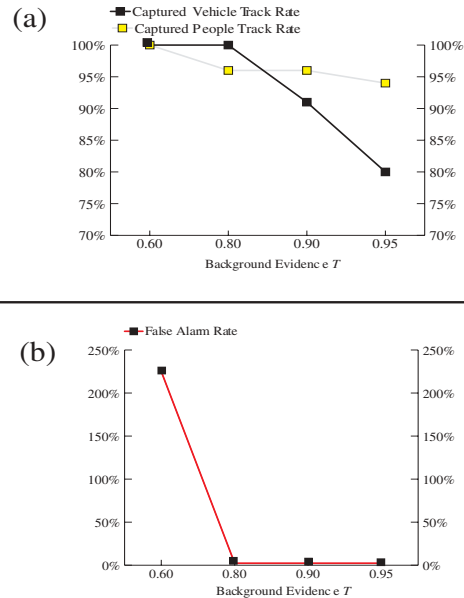 (a)
Captured Vehicle Track Rate
Captured People Track Rate
100% 100%
95% 95%
90% 90%
85% 85%
80% 80%
75% 75%
70% 70%
0.60 0.80 0.90 0.95
Background Evidence T
(b)
False Alarm Rate
250% 250%
200% 200%
150% 150%
100% 100%
50% 50%
0% 0%
0.60 0.80 0.90 0.95
Background Evidence T